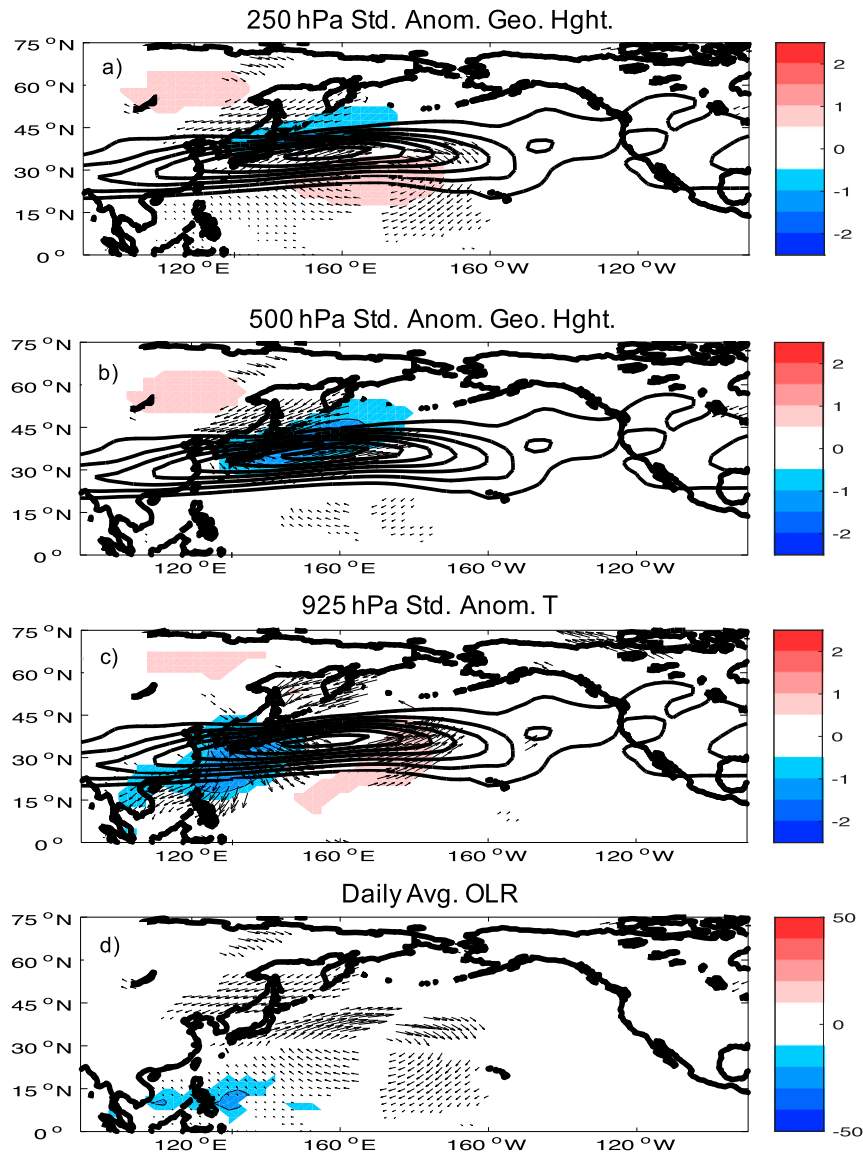 250 hPa Std. Anom. Geo. Hght.
75 °N
a)
60 °N
45 °N
30 °N
15 °N
0 °
120 °E
160 °E
160 °W
120 °W
2
1
0
-1
-2
500 hPa Std. Anom. Geo. Hght.
75 °N
b)
60 °N
45 °N
30 °N
15 °N
0 °
120 °E
160 °E
160 °W
120 °W
2
1
0
-1
-2
925 hPa Std. Anom. T
75 °N
c)
60 °N
45 °N
30 °N
15 °N
0 °
120 °E
160 °E
160 °W
120 °W
2
1
0
-1
-2
Daily Avg. OLR
75 °N
d)
60 °N
45 °N
30 °N
15 °N
0 °
120 °E
160 °E
160 °W
120 °W
50
0
-50